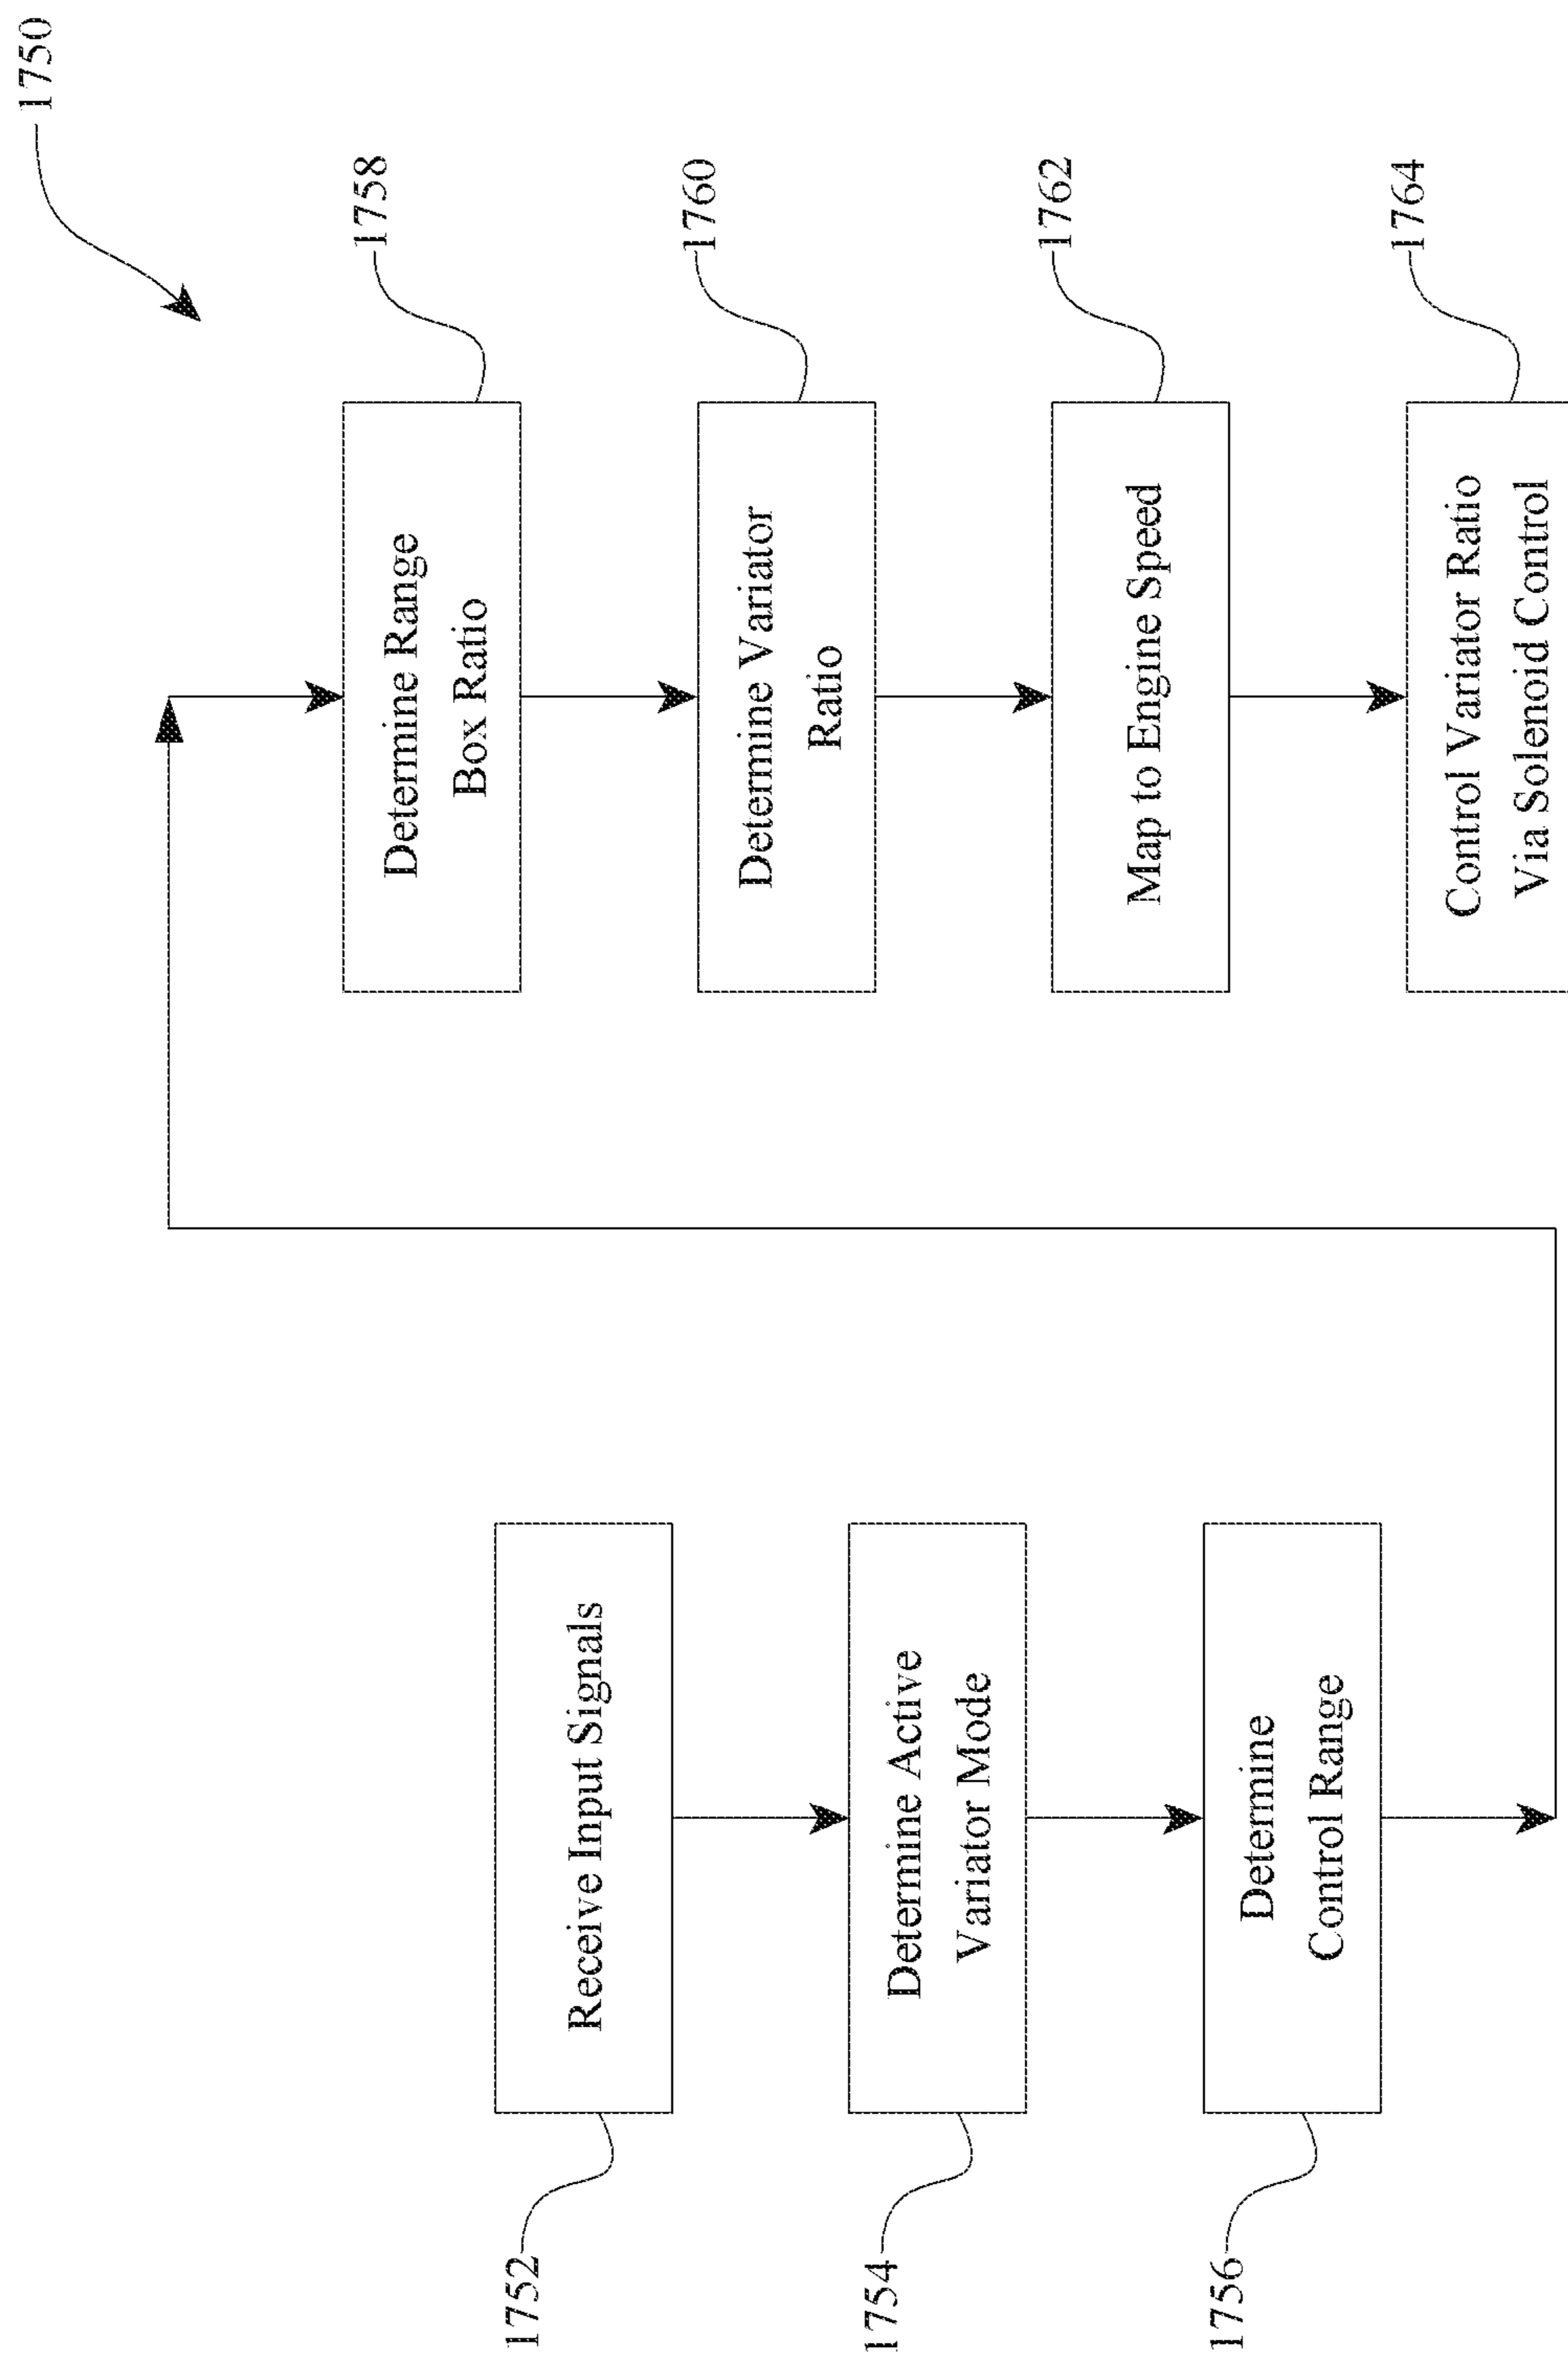 1750
1752
Receive Input Signals
1754
Determine Active
Variator Mode
1756
Determine
Control Range
1758
Determine Range
Box Ratio
1760
Determine Variator
Ratio
1762
Map to Engine Speed
1764
Control Variator Ratio
Via Solenoid Control